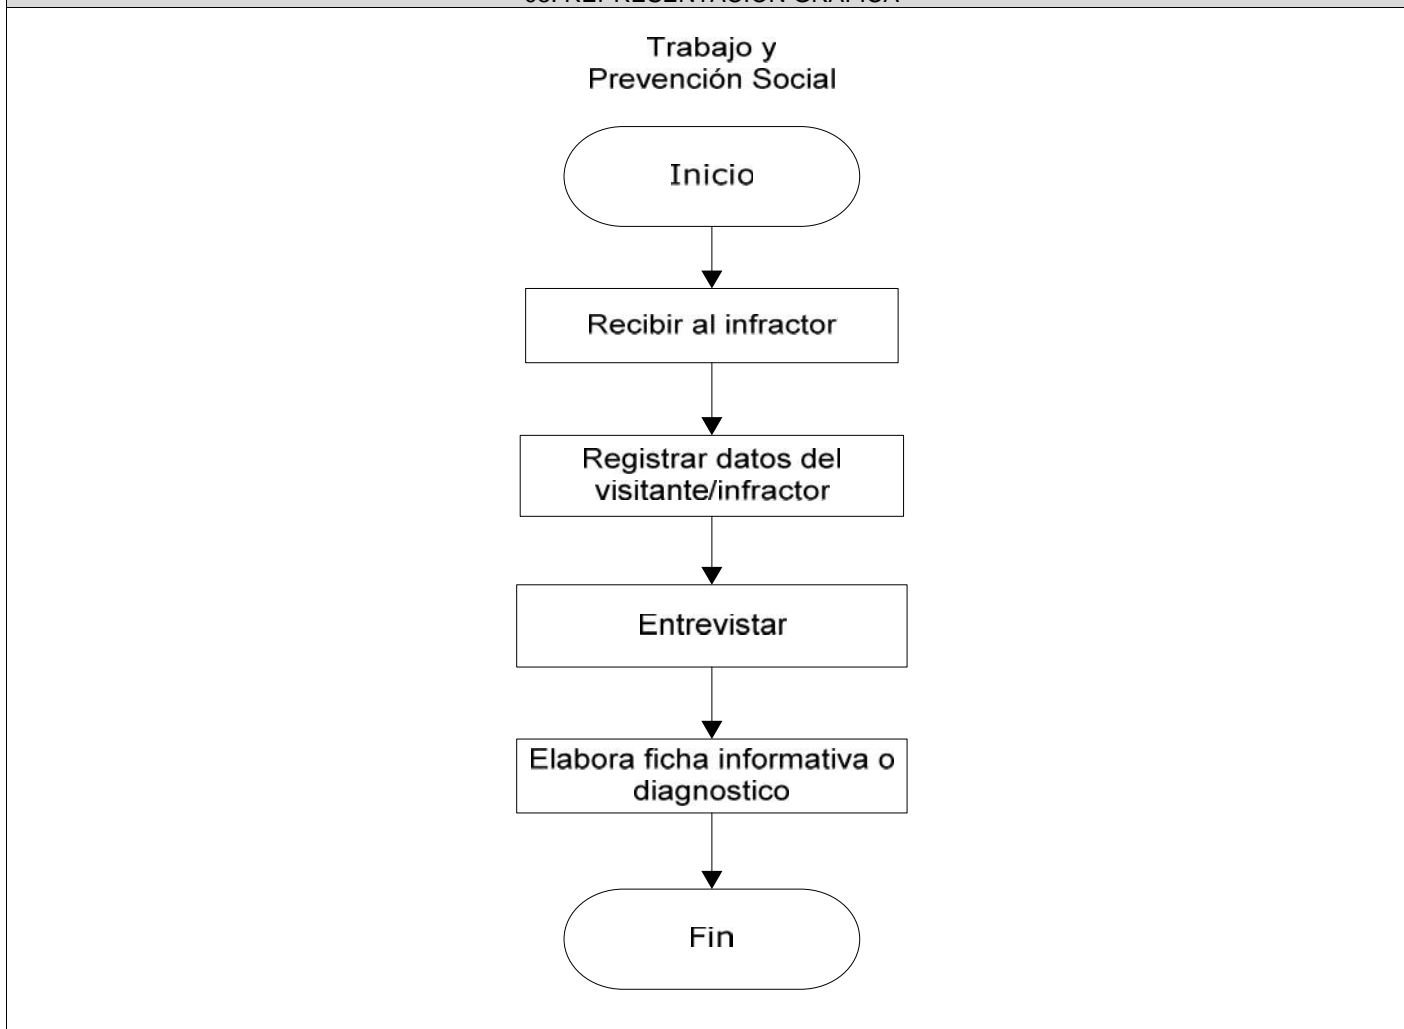 Trabajo y
Prevención Social
Inicio
Recibir al infractor
Registrar datos del
visitante/infractor
Entrevistar
Elabora ficha informativa o
diagnostico
Fin